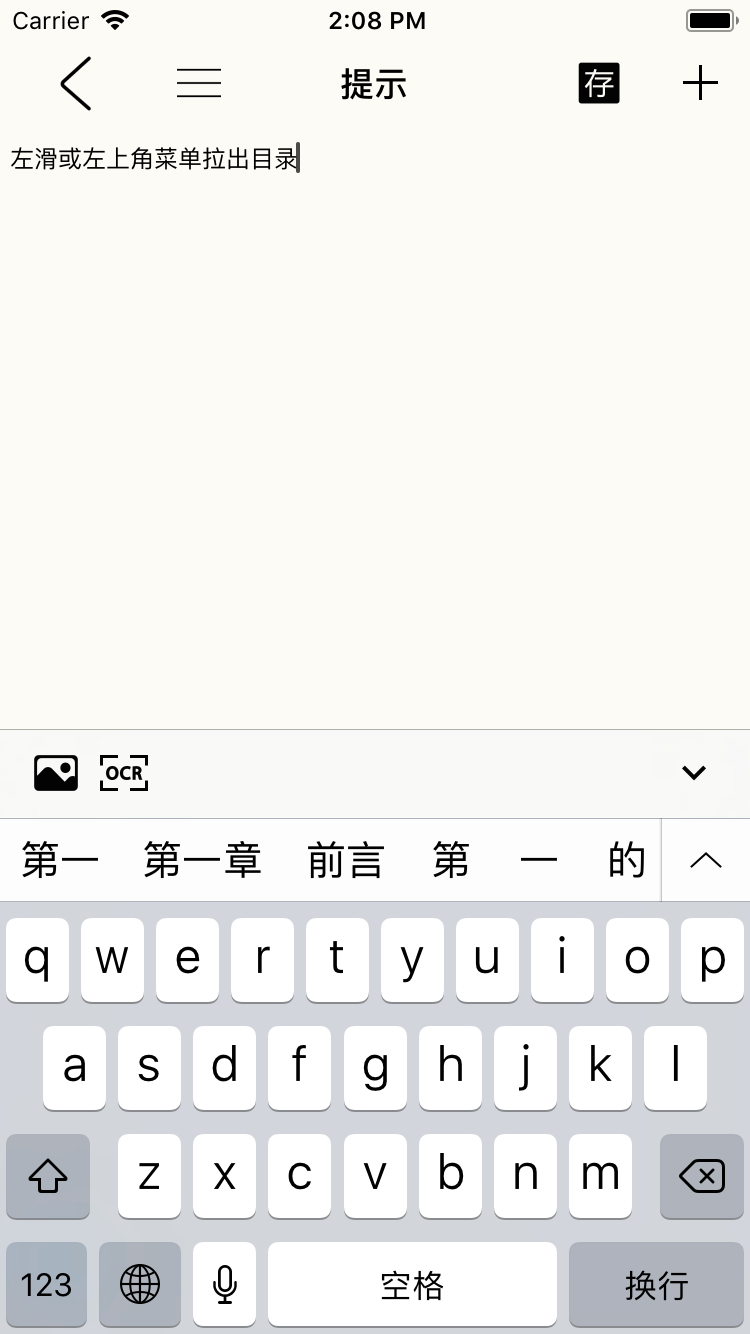 Carrier 2:08 PM
提示 存
左滑或左上角菜单拉出目录
OCR
第一 第一章 前言 第 一 的
q w e r t y u i o p
a s d f g h j k l
z x c v b n m
123 空格 换行